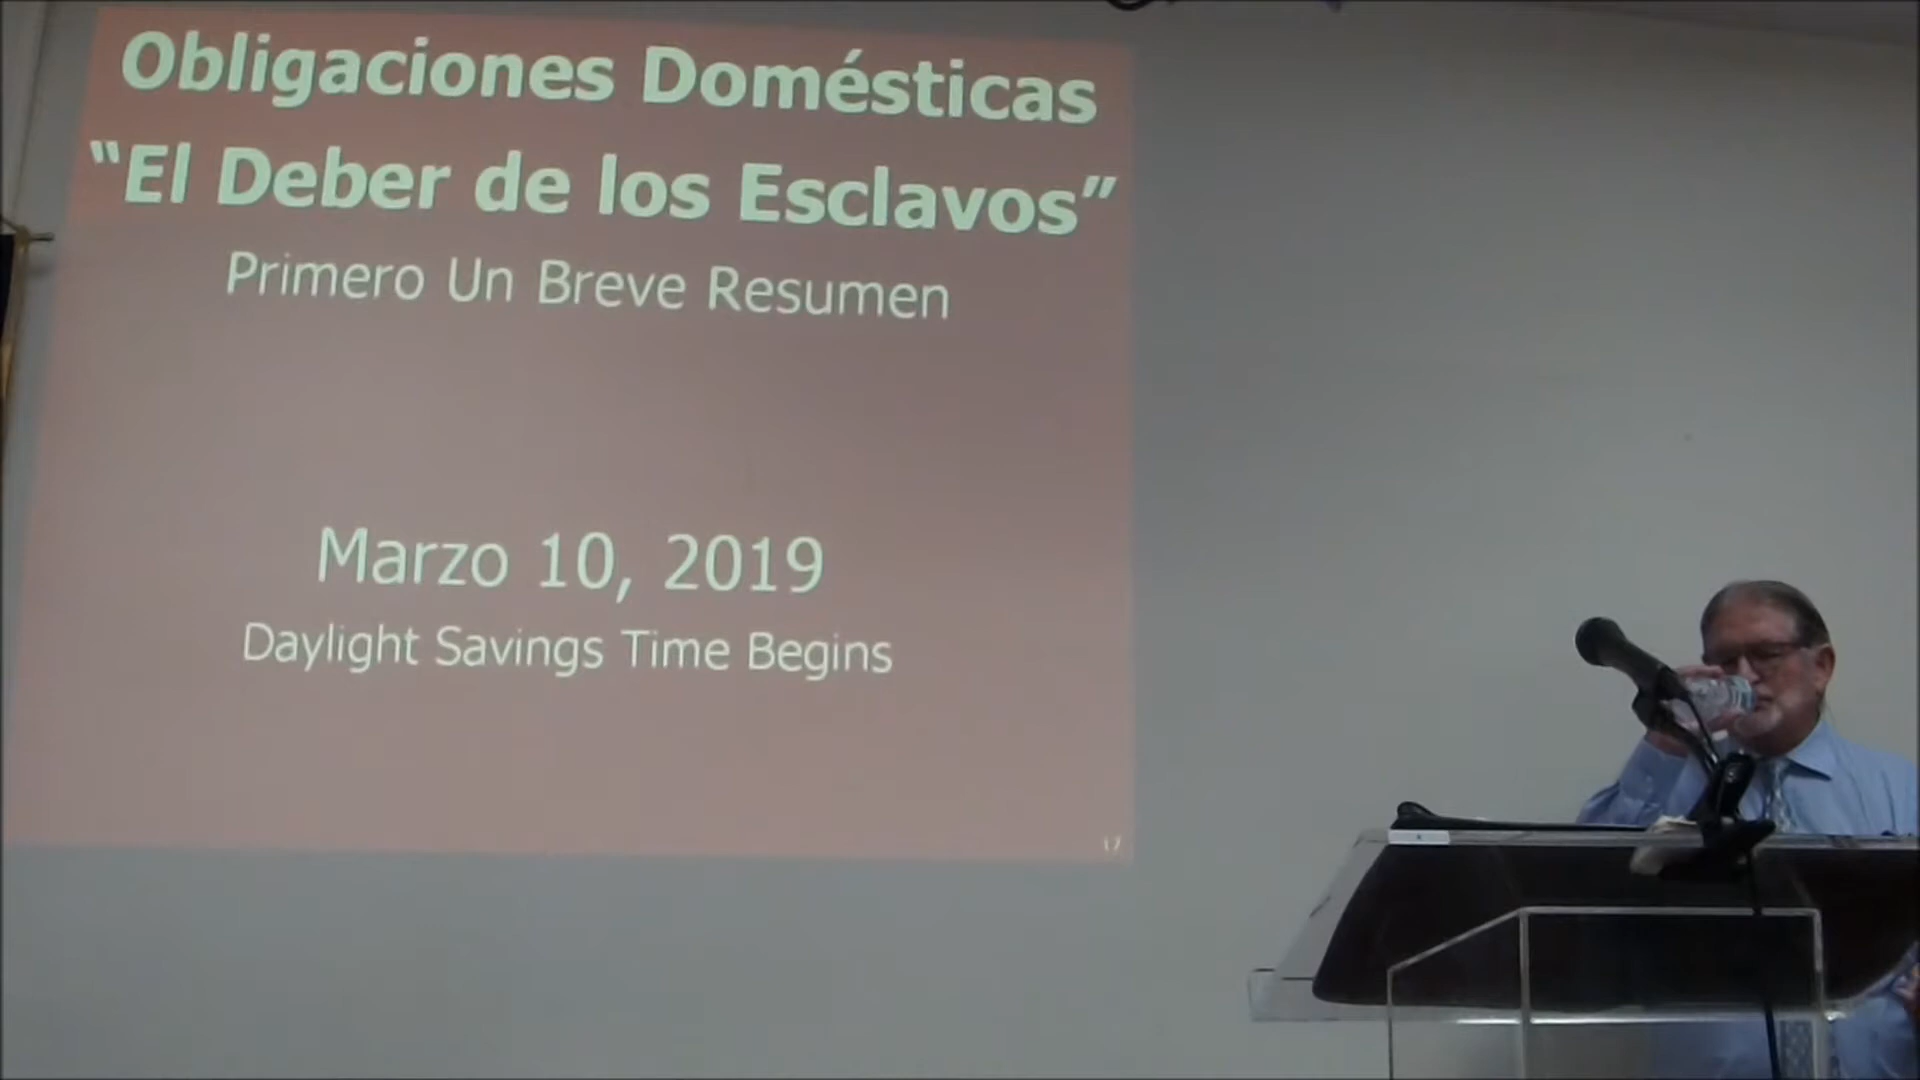 Obligaciones Domésticas
“El Deber de los Esclavos”
Primero Un Breve Resumen
Marzo 10, 2019
Daylight Savings Time Begins